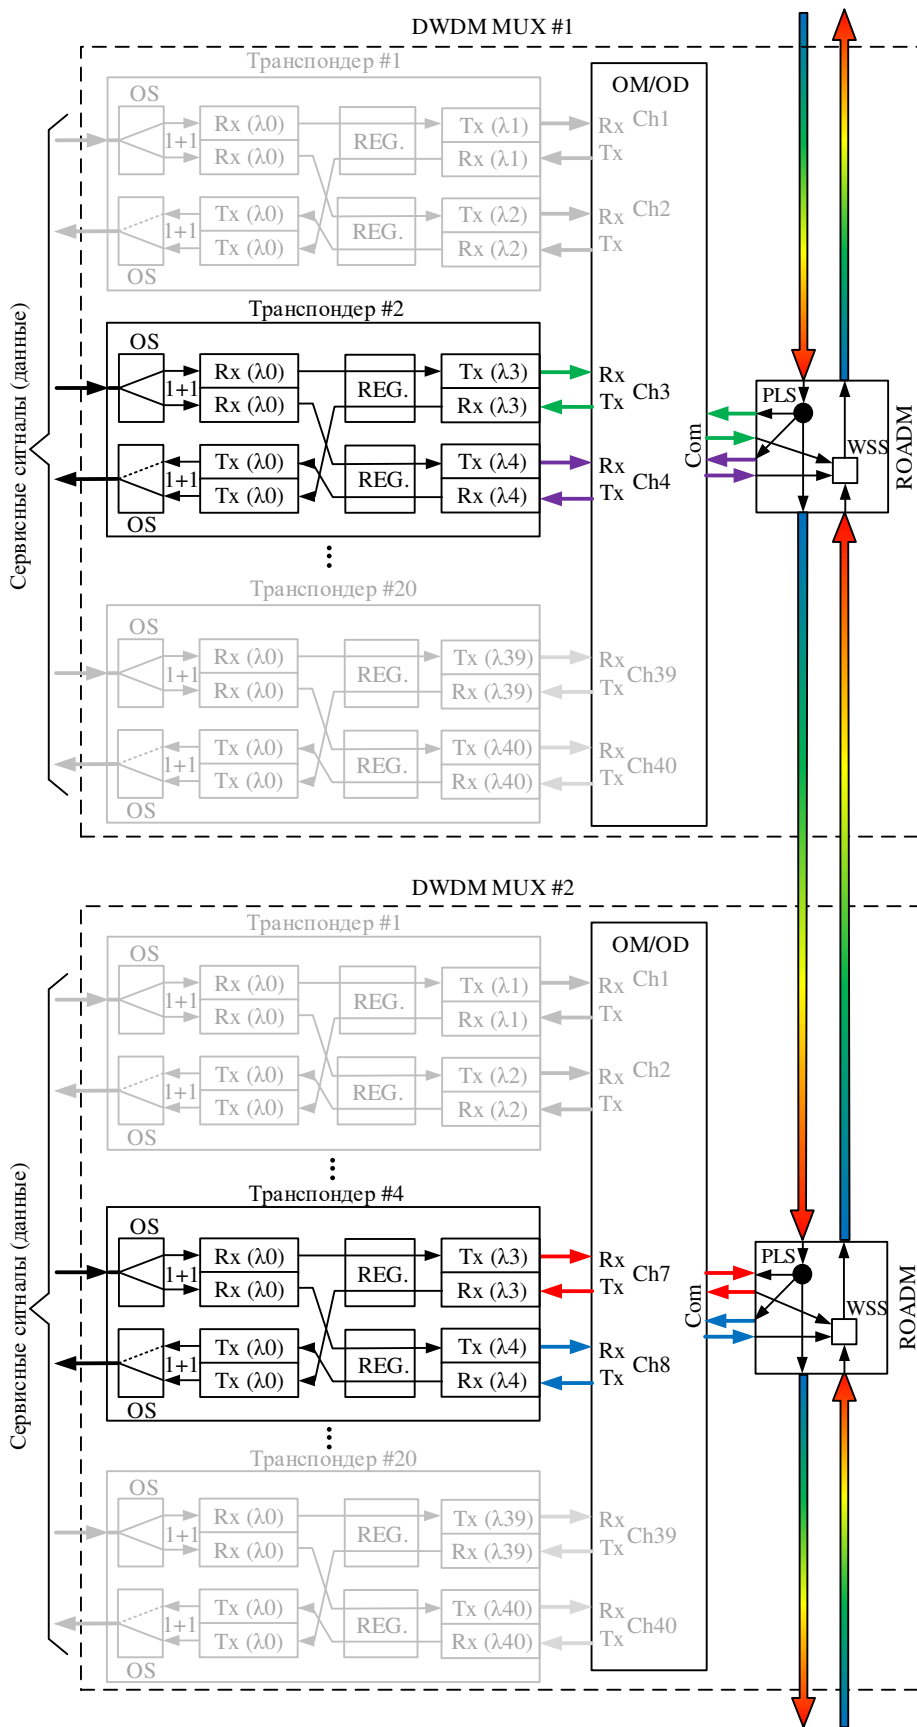 DWDM MUX #1
Транспондер #1
OS
1+1
Rx (λ0)
Rx (λ0)
REG.
Tx (λ1)
Rx (λ1)
Tx (λ0)
Tx (λ0)
1+1
OS
REG.
Tx (λ2)
Rx (λ2)
OM/OD
Rx
Ch1
Tx
Rx
Ch2
Tx
Сервисные сигналы (данные)
Транспондер #2
OS
1+1
Rx (λ0)
Rx (λ0)
REG.
Tx (λ3)
Rx (λ3)
Tx (λ0)
Tx (λ0)
1+1
OS
REG.
Tx (λ4)
Rx (λ4)
Rx
Ch3
Tx
Rx
Ch4
Tx
Com
PLS
WSS
ROADM
Транспондер #20
OS
1+1
Rx (λ0)
Rx (λ0)
REG.
Tx (λ39)
Rx (λ39)
Tx (λ0)
Tx (λ0)
1+1
OS
REG.
Tx (λ40)
Rx (λ40)
Rx
Ch39
Tx
Rx
Ch40
Tx
DWDM MUX #2
Транспондер #1
OS
1+1
Rx (λ0)
Rx (λ0)
REG.
Tx (λ1)
Rx (λ1)
Tx (λ0)
Tx (λ0)
1+1
OS
REG.
Tx (λ2)
Rx (λ2)
OM/OD
Rx
Ch1
Tx
Rx
Ch2
Tx
Сервисные сигналы (данные)
Транспондер #4
OS
1+1
Rx (λ0)
Rx (λ0)
REG.
Tx (λ3)
Rx (λ3)
Tx (λ0)
Tx (λ0)
1+1
OS
REG.
Tx (λ4)
Rx (λ4)
Rx
Ch7
Tx
Rx
Ch8
Tx
Com
PLS
WSS
ROADM
Транспондер #20
OS
1+1
Rx (λ0)
Rx (λ0)
REG.
Tx (λ39)
Rx (λ39)
Tx (λ0)
Tx (λ0)
1+1
OS
REG.
Tx (λ40)
Rx (λ40)
Rx
Ch39
Tx
Rx
Ch40
Tx